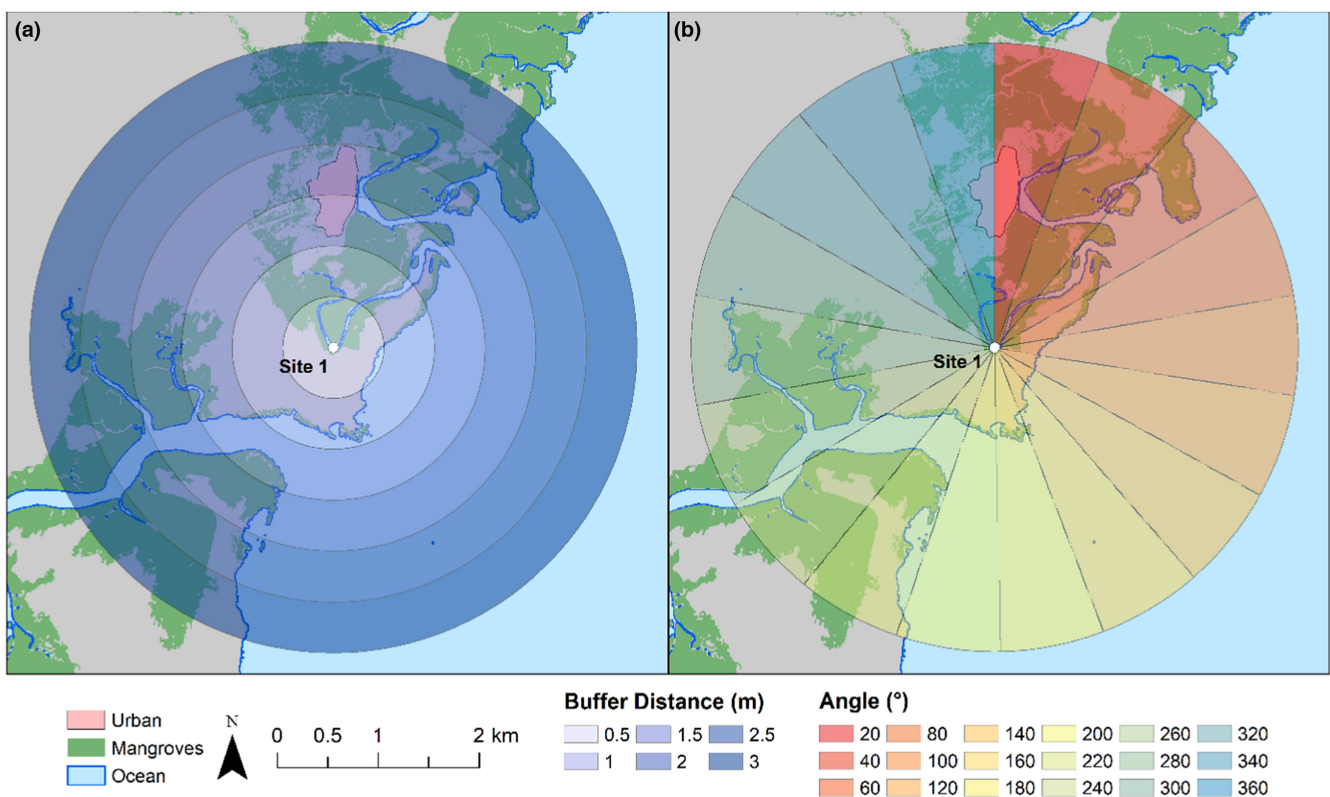 (a)
(b)
Site 1
Site 1
Urban
Mangroves
Ocean
N
0 0.5 1 2 km
Buffer Distance (m)
0.5 1.5 2.5
1 2 3
Angle (°)
20 80 140 200 260 320
40 100 160 220 280 340
60 120 180 240 300 360